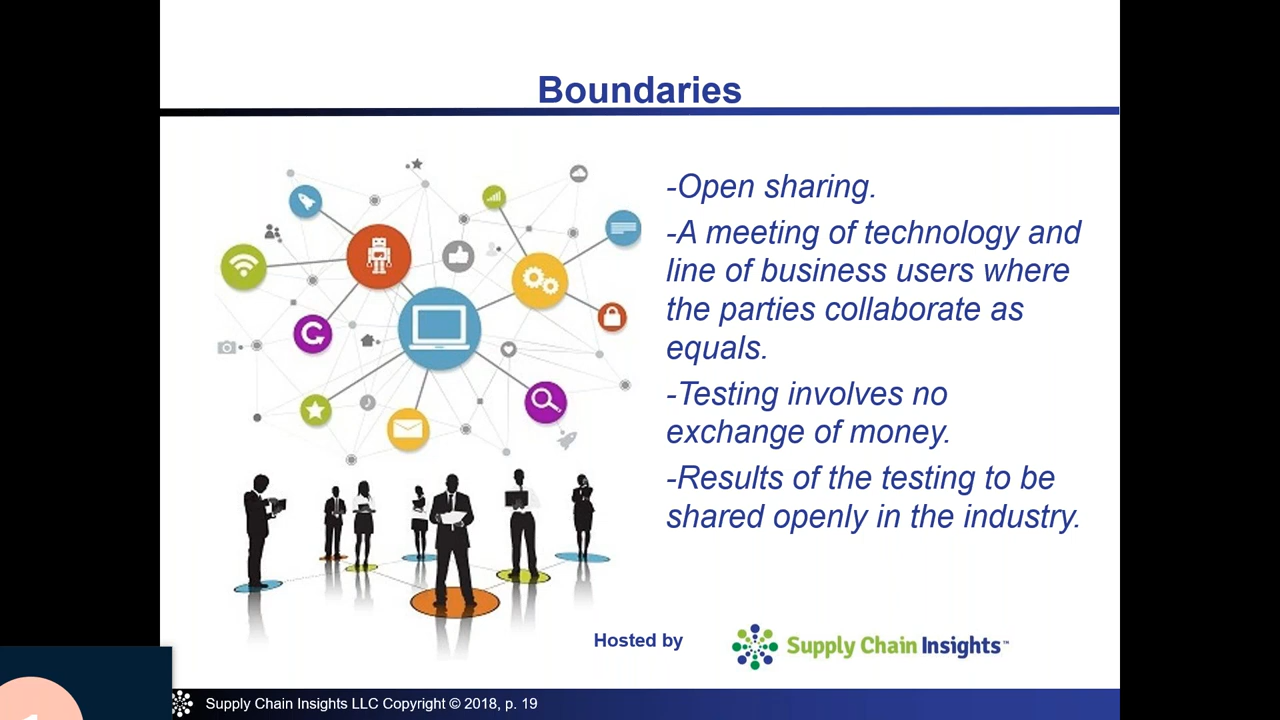 Boundaries
-Open sharing.
-A meeting of technology and
line of business users where
the parties collaborate as
equals.
-Testing involves no
exchange of money.
-Results of the testing to be
shared openly in the industry.
Hosted by
Supply Chain Insights™
Supply Chain Insights LLC Copyright © 2018, p. 19